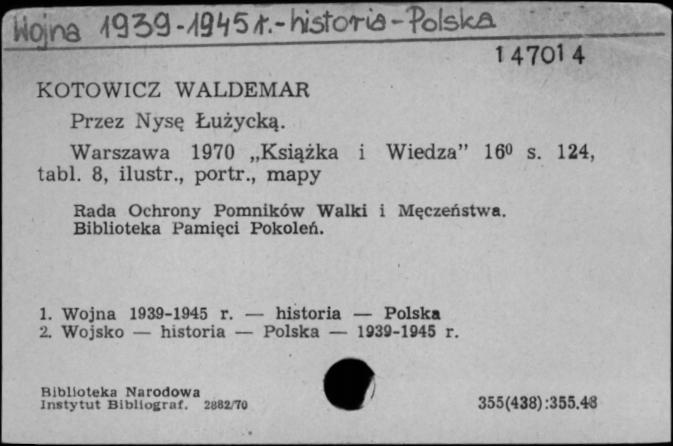 Wojna 1939-1945 r.-historia-Polska
147014
KOTOWICZ WALDEMAR
Przez Nysę Łużycką.
Warszawa 1970 „Książka i Wiedza” 16⁰ s. 124,
tabl. 8, ilustr., portr., mapy
Rada Ochrony Pomników Walki i Męczeństwa.
Biblioteka Pamięci Pokoleń.
1. Wojna 1939-1945 r. — historia — Polska
2. Wojsko — historia — Polska — 1939-1945 r.
Biblioteka Narodowa
Instytut Bibliograf. 2882/70
355(438):355.48